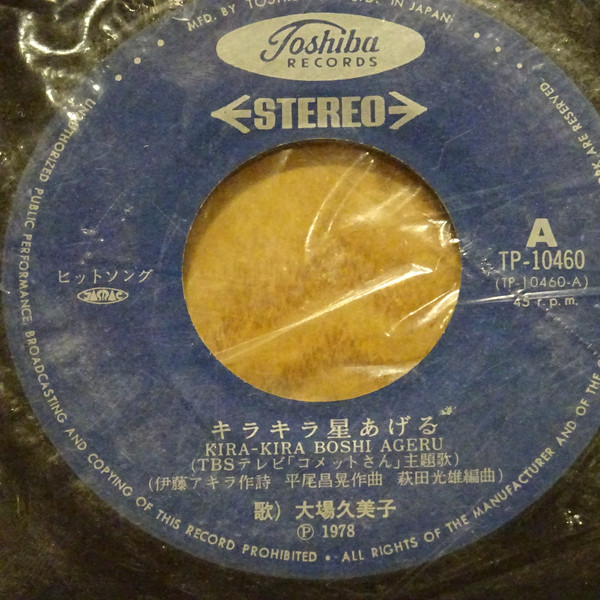 MFD. BY TOSHIBA
IN JAPAN
Toshiba
RECORDS
STEREO
A
TP-10460
(TP-10460-A)
45 r.p.m.
ヒットソング
JASRAC
キラキラ星あげる
KIRA-KIRA BOSHI AGERU
(TBSテレビ「コメットさん」主題歌)
(伊藤アキラ作詩 平尾昌晃作曲 萩田光雄編曲)
歌) 大場久美子
Ⓟ 1978
UNAUTHORIZED PUBLIC PERFORMANCE, BROADCASTING AND COPYING OF THIS RECORD PROHIBITED • ALL RIGHTS OF THE MANUFACTURER AND OF THE
ARE RESERVED.